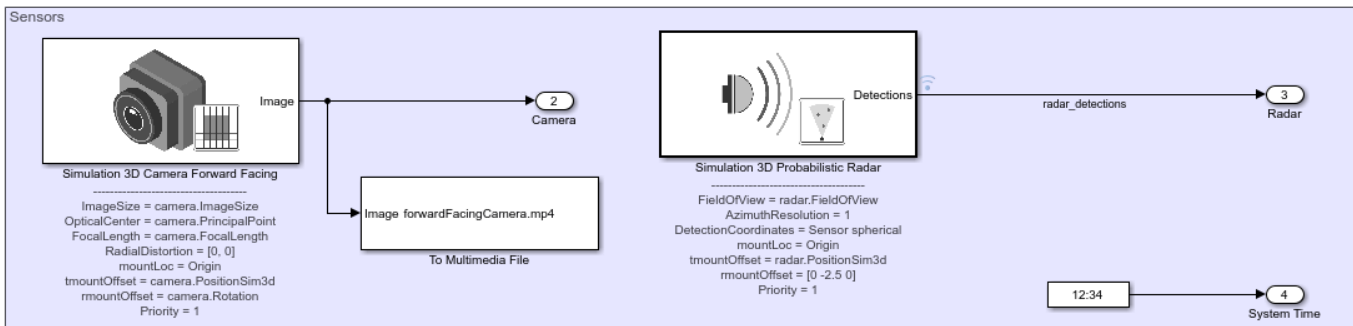 Sensors
Image
Simulation 3D Camera Forward Facing
---------------------------------------
ImageSize = camera.ImageSize
OpticalCenter = camera.PrincipalPoint
FocalLength = camera.FocalLength
RadialDistortion = [0, 0]
mountLoc = Origin
tmountOffset = camera.PositionSim3d
rmountOffset = camera.Rotation
Priority = 1
2
Camera
Image forwardFacingCamera.mp4
To Multimedia File
Detections
Simulation 3D Probabilistic Radar
---------------------------------------
FieldOfView = radar.FieldOfView
AzimuthResolution = 1
DetectionCoordinates = Sensor spherical
mountLoc = Origin
tmountOffset = radar.PositionSim3d
rmountOffset = [0 -2.5 0]
Priority = 1
radar_detections
3
Radar
12:34
4
System Time